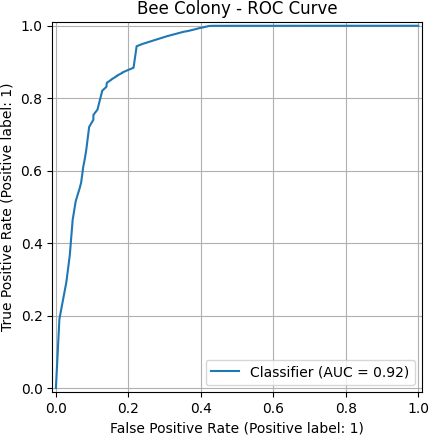 Bee Colony - ROC Curve
True Positive Rate (Positive label: 1)
1.0
0.8
0.6
0.4
0.2
0.0
Classifier (AUC = 0.92)
0.0 0.2 0.4 0.6 0.8 1.0
False Positive Rate (Positive label: 1)